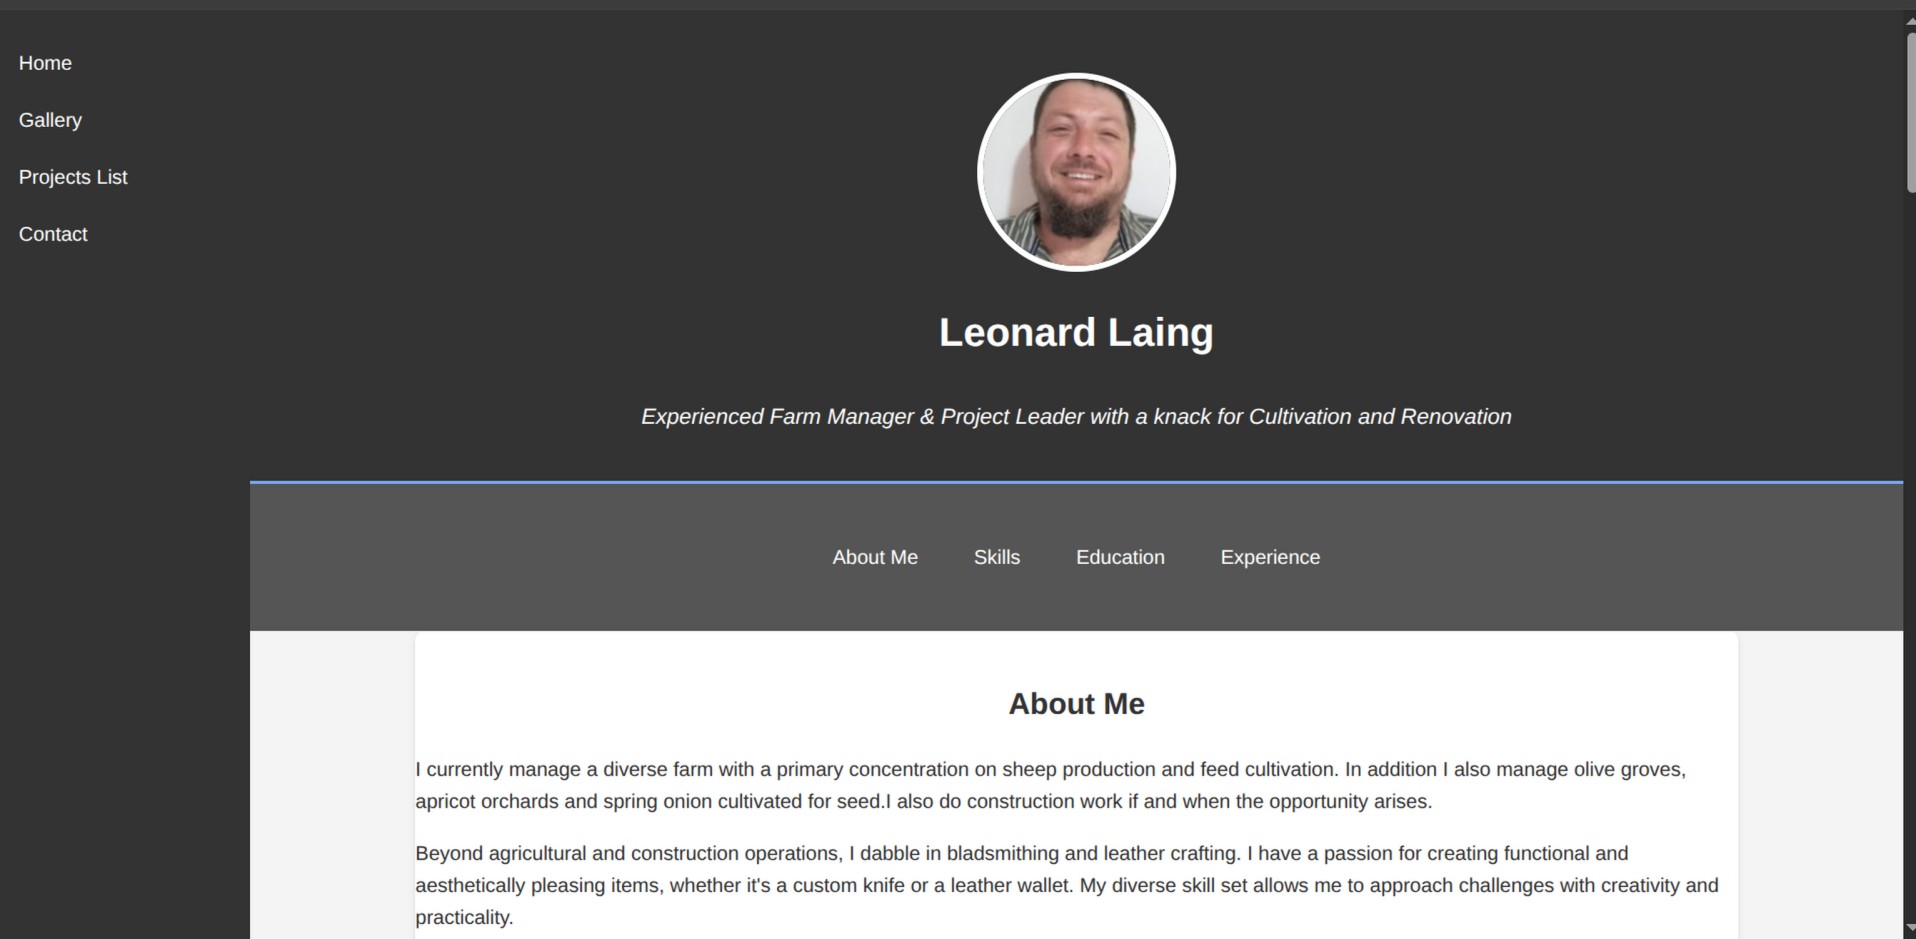 Home
Gallery
Projects List
Contact
Leonard Laing
Experienced Farm Manager & Project Leader with a knack for Cultivation and Renovation
About Me
Skills
Education
Experience
About Me
I currently manage a diverse farm with a primary concentration on sheep production and feed cultivation. In addition I also manage olive groves,
apricot orchards and spring onion cultivated for seed.I also do construction work if and when the opportunity arises.
Beyond agricultural and construction operations, I dabble in bladsmithing and leather crafting. I have a passion for creating functional and
aesthetically pleasing items, whether it's a custom knife or a leather wallet. My diverse skill set allows me to approach challenges with creativity and
practicality.